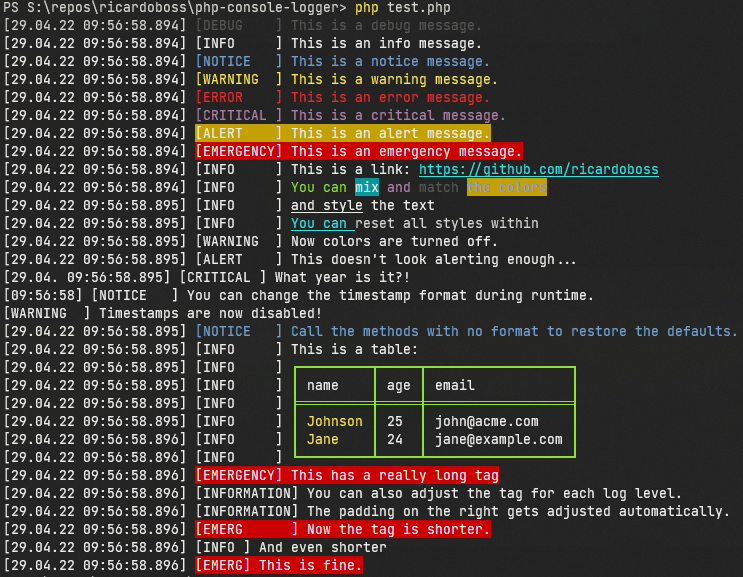 PS S:\repos\ricardoboss\php-console-logger> php test.php
[29.04.22 09:56:58.894] [DEBUG    ] This is a debug message.
[29.04.22 09:56:58.894] [INFO     ] This is an info message.
[29.04.22 09:56:58.894] [NOTICE   ] This is a notice message.
[29.04.22 09:56:58.894] [WARNING  ] This is a warning message.
[29.04.22 09:56:58.894] [ERROR    ] This is an error message.
[29.04.22 09:56:58.894] [CRITICAL ] This is a critical message.
[29.04.22 09:56:58.894] [ALERT    ] This is an alert message.
[29.04.22 09:56:58.894] [EMERGENCY] This is an emergency message.
[29.04.22 09:56:58.894] [INFO     ] This is a link: https://github.com/ricardoboss
[29.04.22 09:56:58.894] [INFO     ] You can mix and match the colors
[29.04.22 09:56:58.895] [INFO     ] and style the text
[29.04.22 09:56:58.895] [INFO     ] You can reset all styles within
[29.04.22 09:56:58.895] [WARNING  ] Now colors are turned off.
[29.04.22 09:56:58.895] [ALERT    ] This doesn't look alerting enough...
[29.04. 09:56:58.895] [CRITICAL ] What year is it?!
[09:56:58] [NOTICE   ] You can change the timestamp format during runtime.
[WARNING  ] Timestamps are now disabled!
[29.04.22 09:56:58.895] [NOTICE   ] Call the methods with no format to restore the defaults.
[29.04.22 09:56:58.895] [INFO     ] This is a table:
[29.04.22 09:56:58.895] [INFO     ]
[29.04.22 09:56:58.895] [INFO     ] name age email
[29.04.22 09:56:58.895] [INFO     ]
[29.04.22 09:56:58.895] [INFO     ] Johnson 25 john@acme.com
[29.04.22 09:56:58.896] [INFO     ] Jane 24 jane@example.com
[29.04.22 09:56:58.896] [INFO     ]
[29.04.22 09:56:58.896] [EMERGENCY] This has a really long tag
[29.04.22 09:56:58.896] [INFORMATION] You can also adjust the tag for each log level.
[29.04.22 09:56:58.896] [INFORMATION] The padding on the right gets adjusted automatically.
[29.04.22 09:56:58.896] [EMERG      ] Now the tag is shorter.
[29.04.22 09:56:58.896] [INFO ] And even shorter
[29.04.22 09:56:58.896] [EMERG] This is fine.